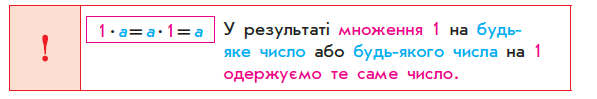 !
1 · a = a · 1 = a
У результаті множення 1 на будь-
яке число або будь-якого числа на 1
одержуємо те саме число.